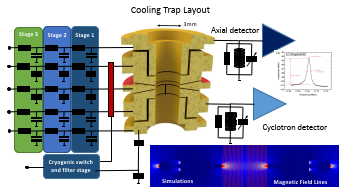 Cooling Trap Layout
Stage 3
Stage 2
Stage 1
3mm
Axial detector
Cyclotron detector
Cryogenic switch
and filter stage
Simulations
Magnetic Field Lines